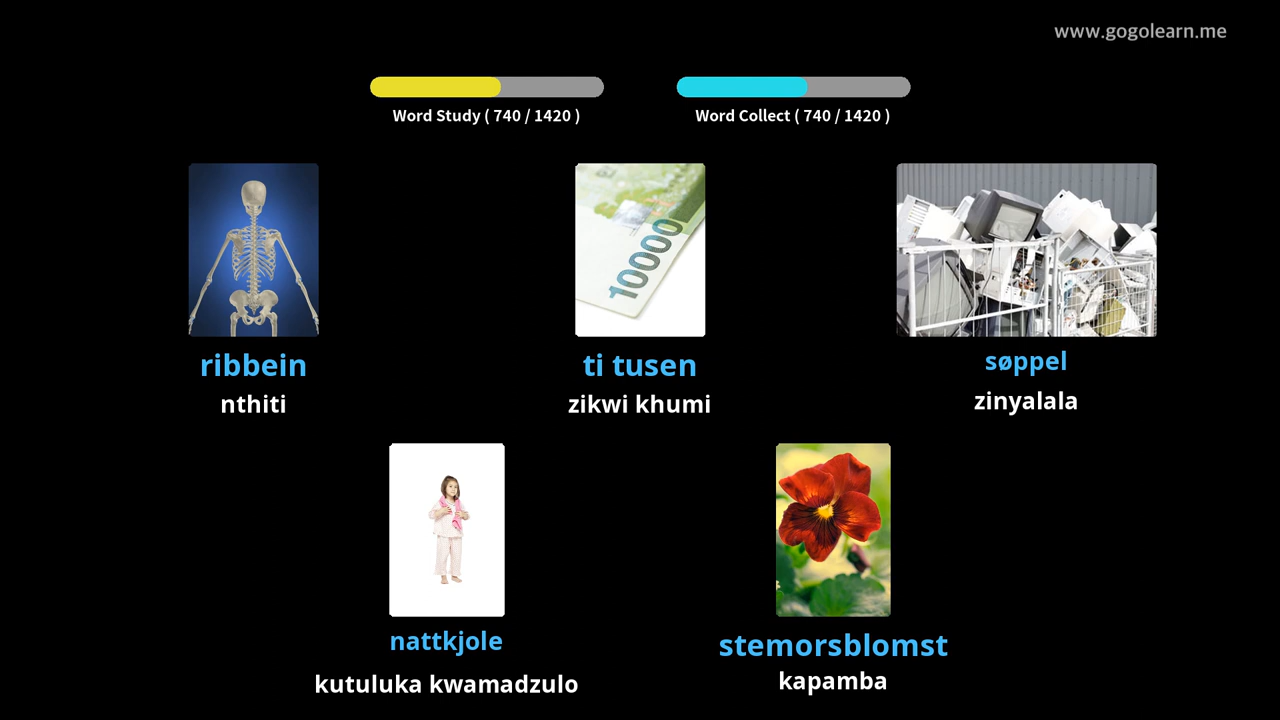 www.gogolearn.me
Word Study ( 740 / 1420 )
Word Collect ( 740 / 1420 )
10000
ribbein
nthiti
ti tusen
zikwi khumi
søppel
zinyalala
nattkjole
kutuluka kwamadzulo
stemorsblomst
kapamba